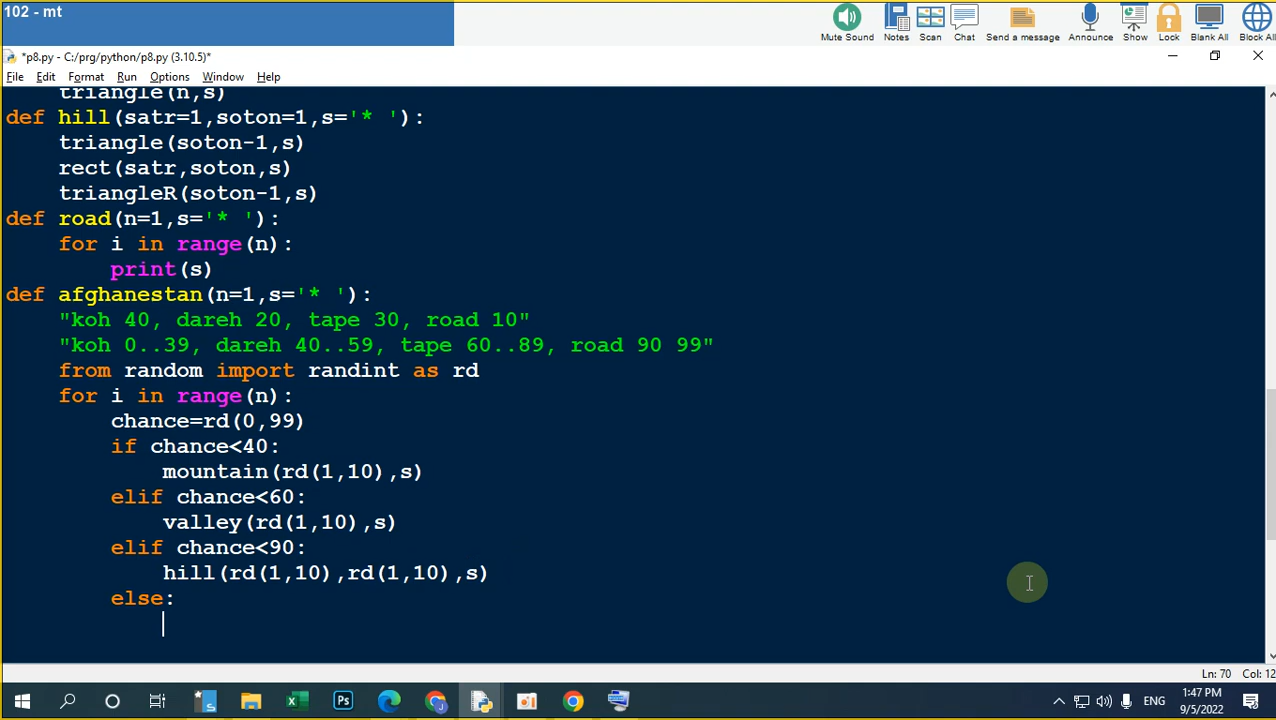 102 - mt
Mute Sound Notes Scan Chat Send a message Announce Show Lock Blank All Block All
*p8.py - C:/prg/python/p8.py (3.10.5)*
File Edit Format Run Options Window Help
triangle(n,s)
def hill(satr=1,soton=1,s='* '):
    triangle(soton-1,s)
    rect(satr,soton,s)
    triangleR(soton-1,s)
def road(n=1,s='* '):
    for i in range(n):
        print(s)
def afghanestan(n=1,s='* '):
    "koh 40, dareh 20, tape 30, road 10"
    "koh 0..39, dareh 40..59, tape 60..89, road 90 99"
    from random import randint as rd
    for i in range(n):
        chance=rd(0,99)
        if chance<40:
            mountain(rd(1,10),s)
        elif chance<60:
            valley(rd(1,10),s)
        elif chance<90:
            hill(rd(1,10),rd(1,10),s)
        else:
Ln: 70 Col: 12
ENG
1:47 PM
9/5/2022